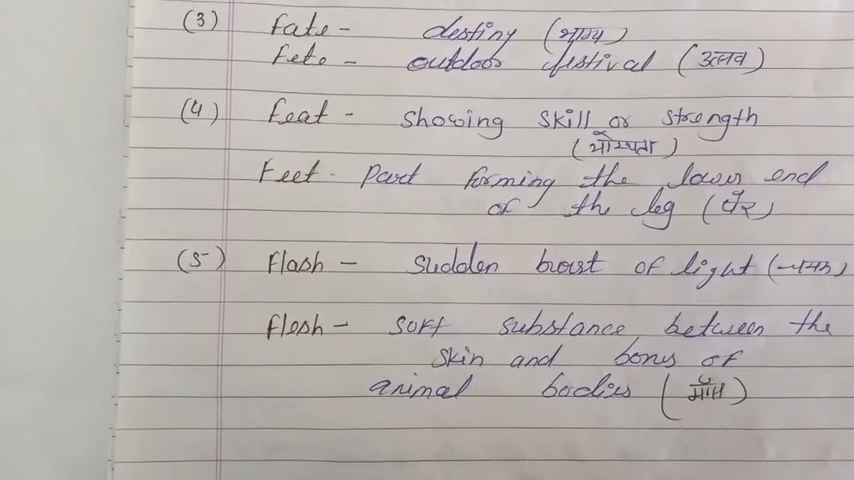 (3) Fate - destiny (भाग्य)
Fete - outdoor festival (उत्सव)
(4) Feat - showing skill or strength
(योग्यता)
Feet - Part forming the lower end
of the leg (पैर)
(5) Flash - sudden burst of light (चमक)
Flesh - soft substance between the
skin and bones of
animal bodies (माँस)